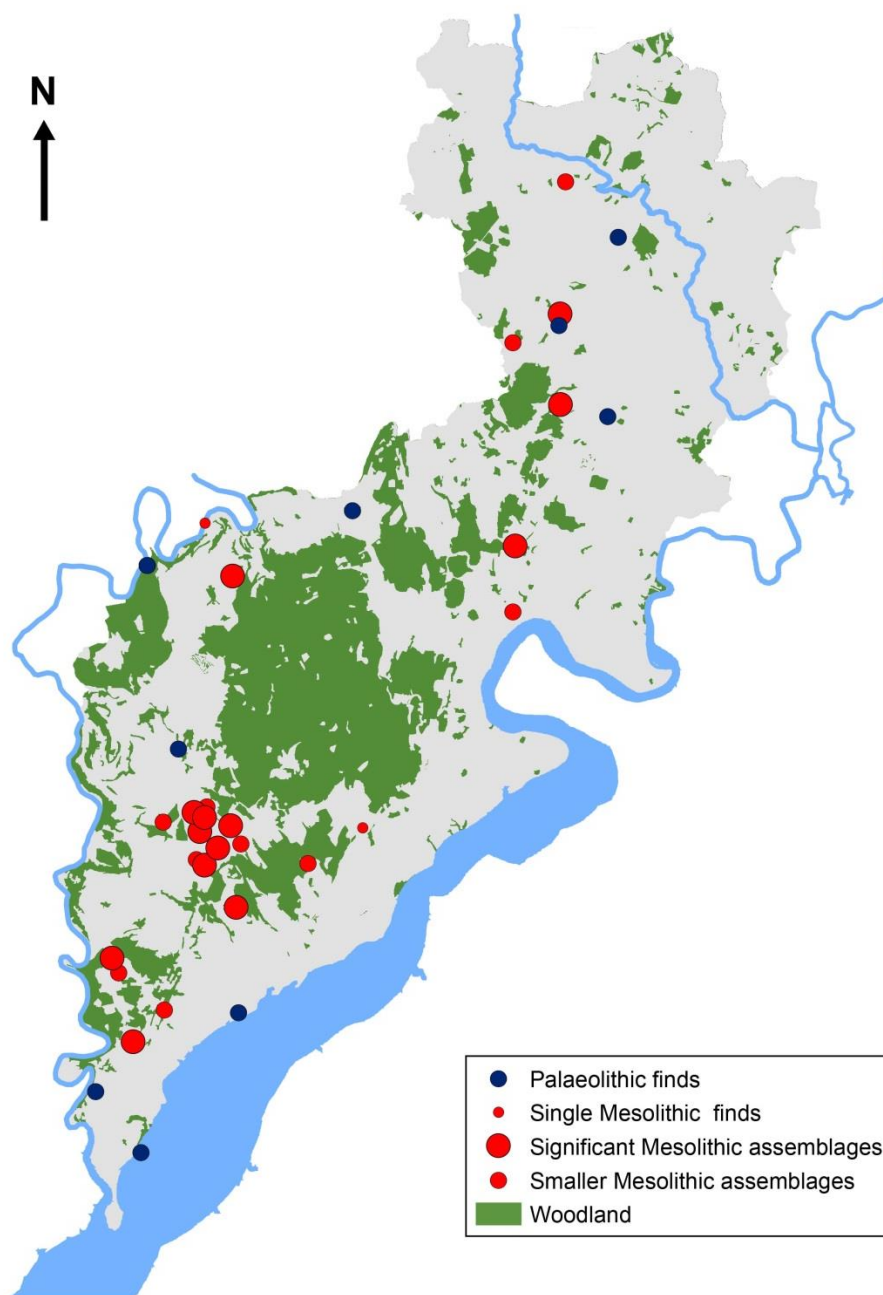 N
Palaeolithic finds
Single Mesolithic finds
Significant Mesolithic assemblages
Smaller Mesolithic assemblages
Woodland